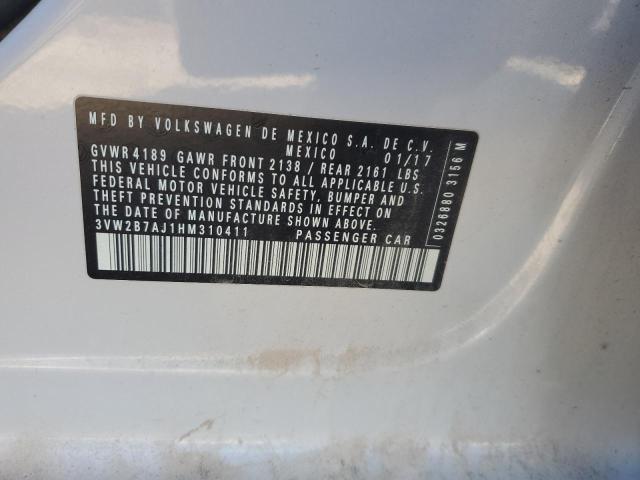 MFD BY VOLKSWAGEN DE MEXICO S.A. DE C.V.
MEXICO 01/17
GVWR 4189 GAWR FRONT 2138 / REAR 2161 LBS
THIS VEHICLE CONFORMS TO ALL APPLICABLE U.S.
FEDERAL MOTOR VEHICLE SAFETY, BUMPER AND
THEFT PREVENTION STANDARDS IN EFFECT ON
THE DATE OF MANUFACTURE SHOWN ABOVE.
3VW2B7AJ1HM310411 PASSENGER CAR
0326880 3156 M